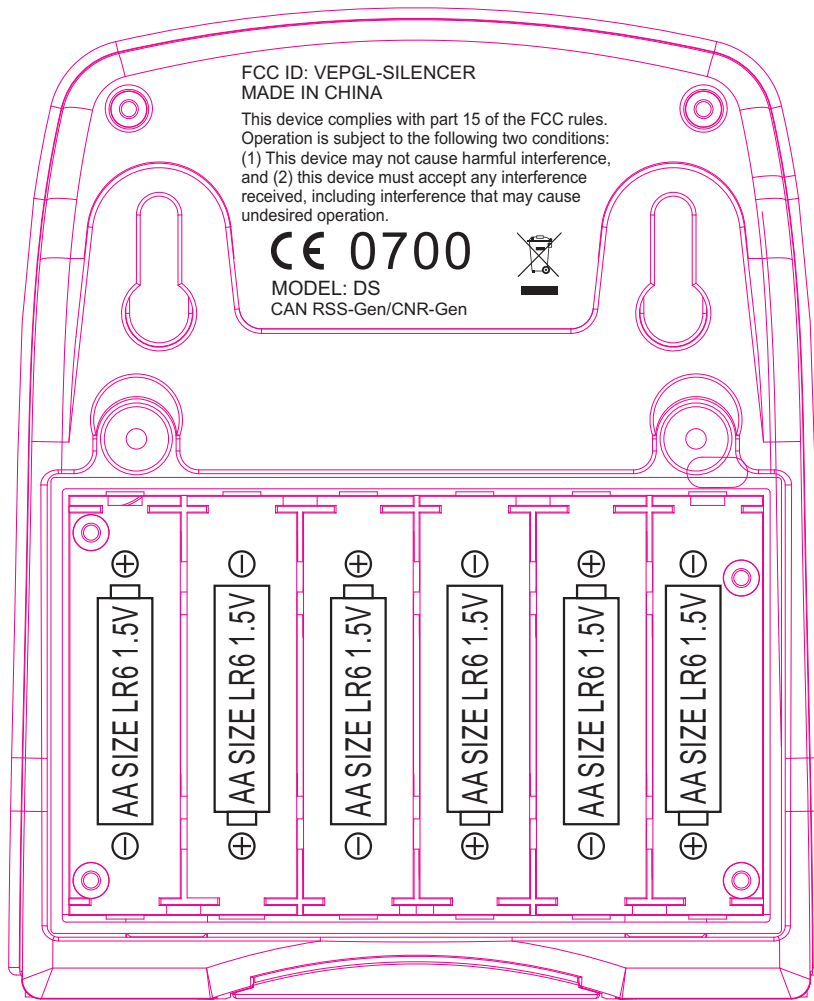 FCC ID: VEPGL-SILENCER
MADE IN CHINA
This device complies with part 15 of the FCC rules.
Operation is subject to the following two conditions:
(1) This device may not cause harmful interference,
and (2) this device must accept any interference
received, including interference that may cause
undesired operation.
CE 0700
MODEL: DS
CAN RSS-Gen/CNR-Gen
AA SIZE LR6 1.5V
AA SIZE LR6 1.5V
AA SIZE LR6 1.5V
AA SIZE LR6 1.5V
AA SIZE LR6 1.5V
AA SIZE LR6 1.5V